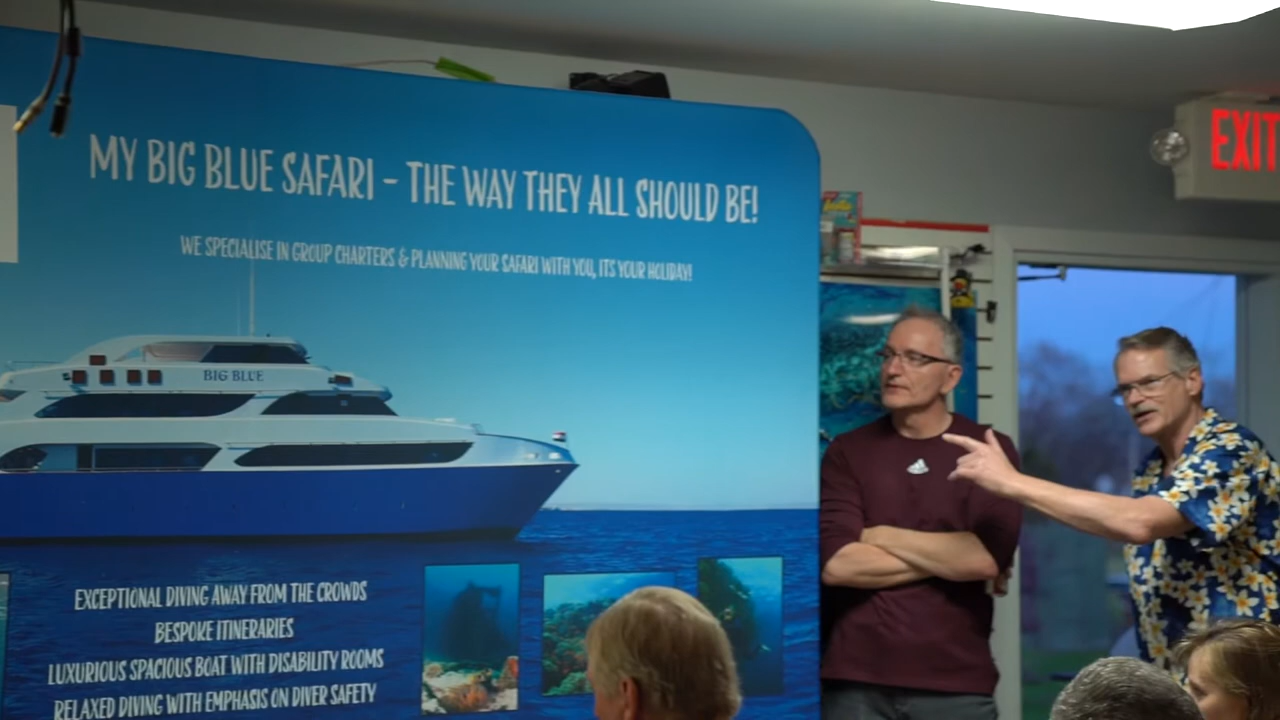 MY BIG BLUE SAFARI - THE WAY THEY ALL SHOULD BE!
WE SPECIALISE IN GROUP CHARTERS & PLANNING YOUR SAFARI WITH YOU, ITS YOUR HOLIDAY!
BIG BLUE
EXCEPTIONAL DIVING AWAY FROM THE CROWDS
BESPOKE ITINERARIES
LUXURIOUS SPACIOUS BOAT WITH DISABILITY ROOMS
RELAXED DIVING WITH EMPHASIS ON DIVER SAFETY
EXIT